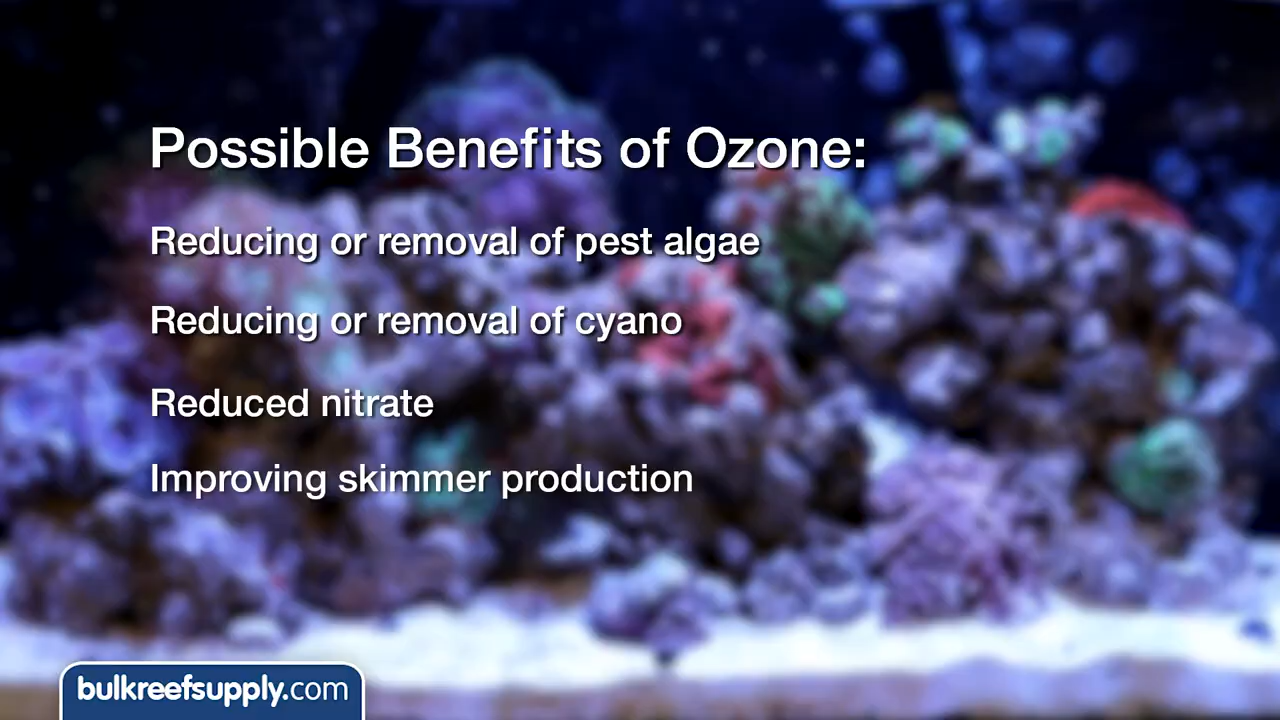 Possible Benefits of Ozone:
Reducing or removal of pest algae
Reducing or removal of cyano
Reduced nitrate
Improving skimmer production
bulkreefsupply.com